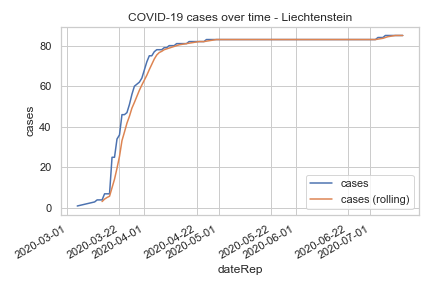 COVID-19 cases over time - Liechtenstein
80
60
40
20
0
cases
2020-03-01
2020-03-22
2020-04-01
2020-04-22
2020-05-01
2020-05-22
2020-06-01
2020-06-22
2020-07-01
dateRep
cases
cases (rolling)